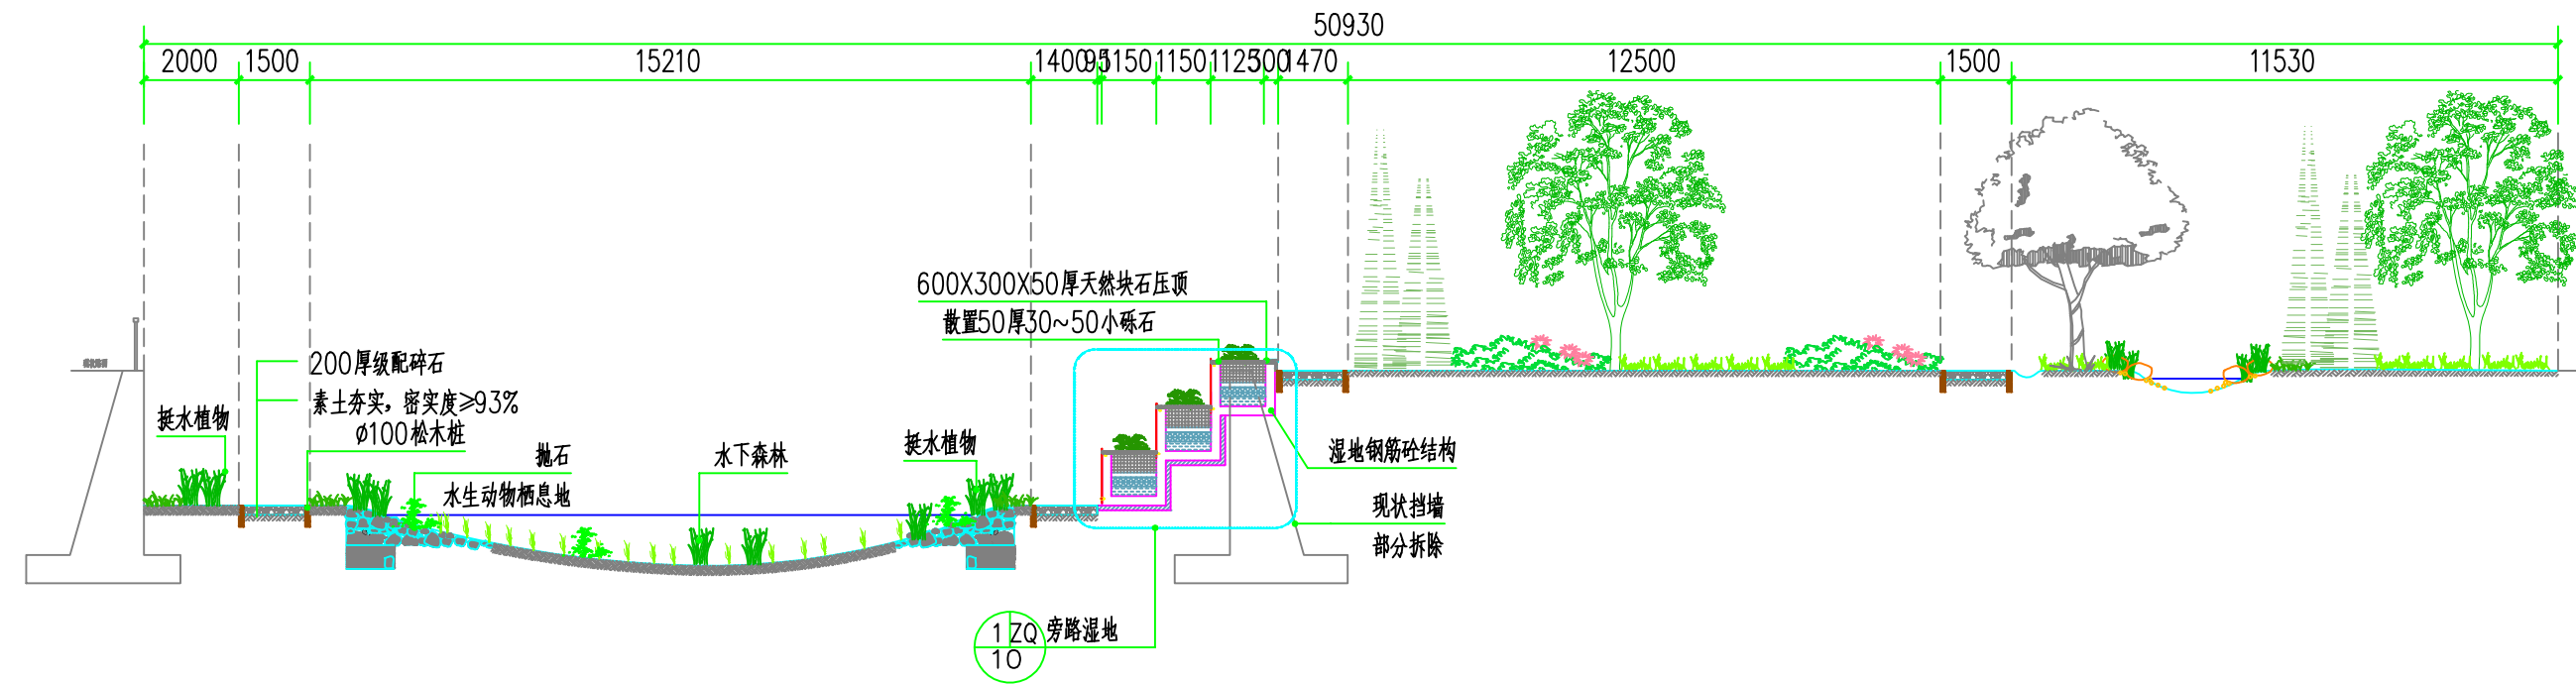 50930
2000 1500 15210 1400 95 1150 1150 1125 300 1470 12500 1500 11530
600X300X50厚天然块石压顶
散置50厚30~50小砾石
200厚级配碎石
素土夯实，密实度≥93%
挺水植物
Ø100松木桩
抛石
水下森林
挺水植物
湿地钢筋砼结构
水生动物栖息地
现状挡墙
部分拆除
1 ZQ 旁路湿地
10